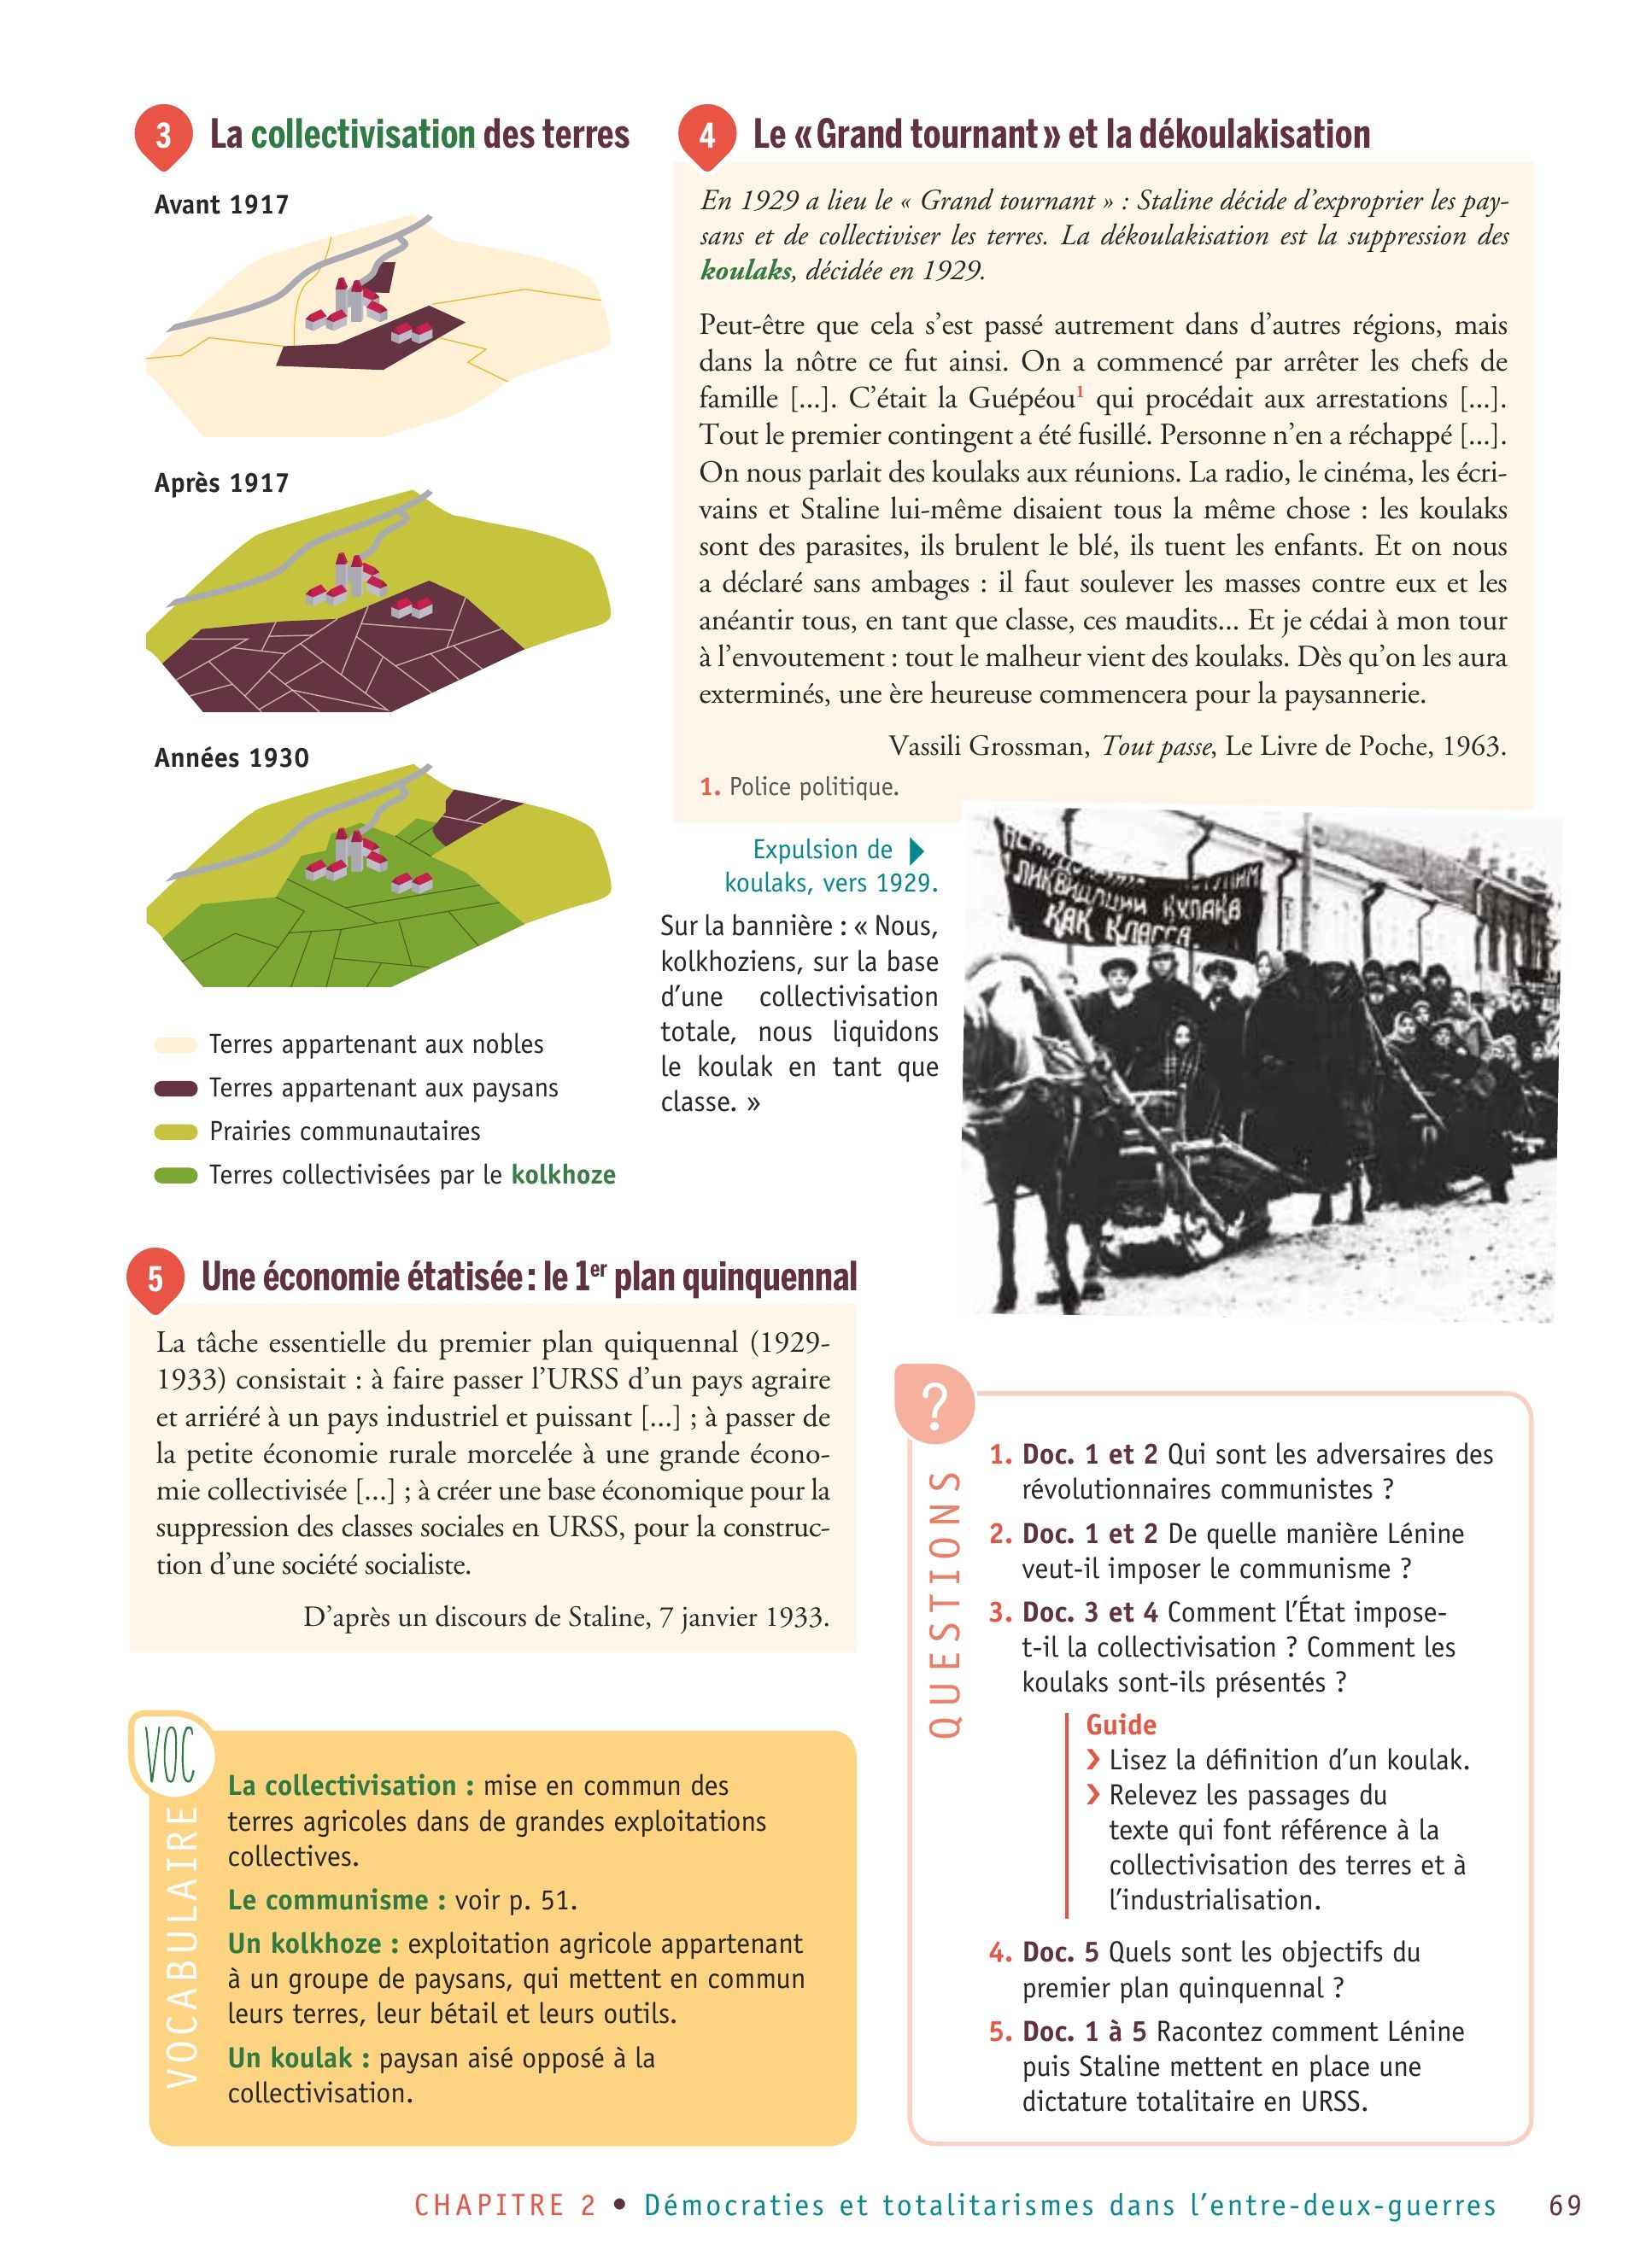 3
La collectivisation des terres
Avant 1917
Après 1917
Années 1930
Terres appartenant aux nobles
Terres appartenant aux paysans
Prairies communautaires
Terres collectivisées par le kolkhoze
4
Le « Grand tournant » et la dékoulakisation
En 1929 a lieu le « Grand tournant » : Staline décide d'exproprier les pay-
sans et de collectiviser les terres. La dékoulakisation est la suppression des
koulaks, décidée en 1929.
Peut-être que cela s'est passé autrement dans d'autres régions, mais
dans la nôtre ce fut ainsi. On a commencé par arrêter les chefs de
famille [...]. C'était la Guépéou¹ qui procédait aux arrestations [...].
Tout le premier contingent a été fusillé. Personne n'en a réchappé [...].
On nous parlait des koulaks aux réunions. La radio, le cinéma, les écri-
vains et Staline lui-même disaient tous la même chose : les koulaks
sont des parasites, ils brulent le blé, ils tuent les enfants. Et on nous
a déclaré sans ambages : il faut soulever les masses contre eux et les
anéantir tous, en tant que classe, ces maudits... Et je cédai à mon tour
à l'envoutement : tout le malheur vient des koulaks. Dès qu'on les aura
exterminés, une ère heureuse commencera pour la paysannerie.
Vassili Grossman, Tout passe, Le Livre de Poche, 1963.
1. Police politique.
Expulsion de
koulaks, vers 1929.
Sur la bannière : « Nous,
kolkhoziens, sur la base
d'une collectivisation
totale, nous liquidons
le koulak en tant que
classe. »
КУЛАКА
КАК КЛАССА
5
Une économie étatisée : le 1er plan quinquennal
La tâche essentielle du premier plan quiquennal (1929-
1933) consistait : à faire passer l'URSS d'un pays agraire
et arriéré à un pays industriel et puissant [...] ; à passer de
la petite économie rurale morcelée à une grande écono-
mie collectivisée [...] ; à créer une base économique pour la
suppression des classes sociales en URSS, pour la construc-
tion d'une société socialiste.
D'après un discours de Staline, 7 janvier 1933.
VOC
VOCABULAIRE
La collectivisation : mise en commun des
terres agricoles dans de grandes exploitations
collectives.
Le communisme : voir p. 51.
Un kolkhoze : exploitation agricole appartenant
à un groupe de paysans, qui mettent en commun
leurs terres, leur bétail et leurs outils.
Un koulak : paysan aisé opposé à la
collectivisation.
?
QUESTIONS
1. Doc. 1 et 2 Qui sont les adversaires des
révolutionnaires communistes ?
2. Doc. 1 et 2 De quelle manière Lénine
veut-il imposer le communisme ?
3. Doc. 3 et 4 Comment l'État impose-
t-il la collectivisation ? Comment les
koulaks sont-ils présentés ?
Guide
❯ Lisez la définition d'un koulak.
❯ Relevez les passages du
texte qui font référence à la
collectivisation des terres et à
l'industrialisation.
4. Doc. 5 Quels sont les objectifs du
premier plan quinquennal ?
5. Doc. 1 à 5 Racontez comment Lénine
puis Staline mettent en place une
dictature totalitaire en URSS.
CHAPITRE 2 • Démocraties et totalitarismes dans l'entre-deux-guerres 69